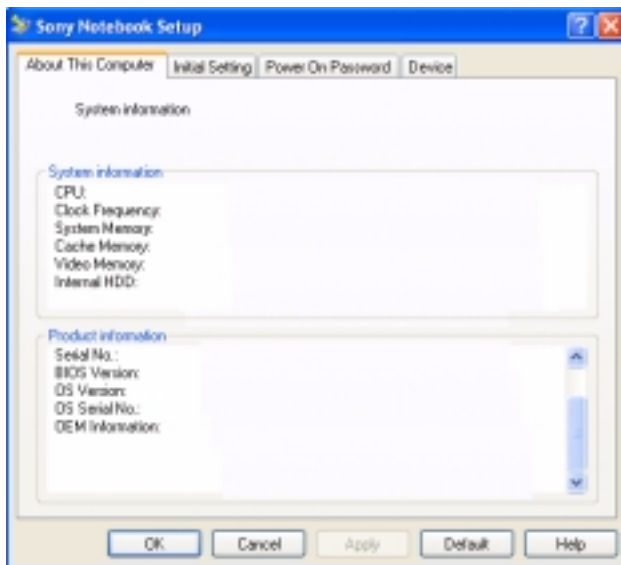 Sony Notebook Setup
About This Computer Initial Setting Power On Password Device
System information
System information
CPU:
Clock Frequency:
System Memory:
Cache Memory:
Video Memory:
Internal HDD:
Product information
Serial No.:
BIOS Version:
OS Version:
OS Serial No.:
OEM Information:
OK Cancel Apply Default Help